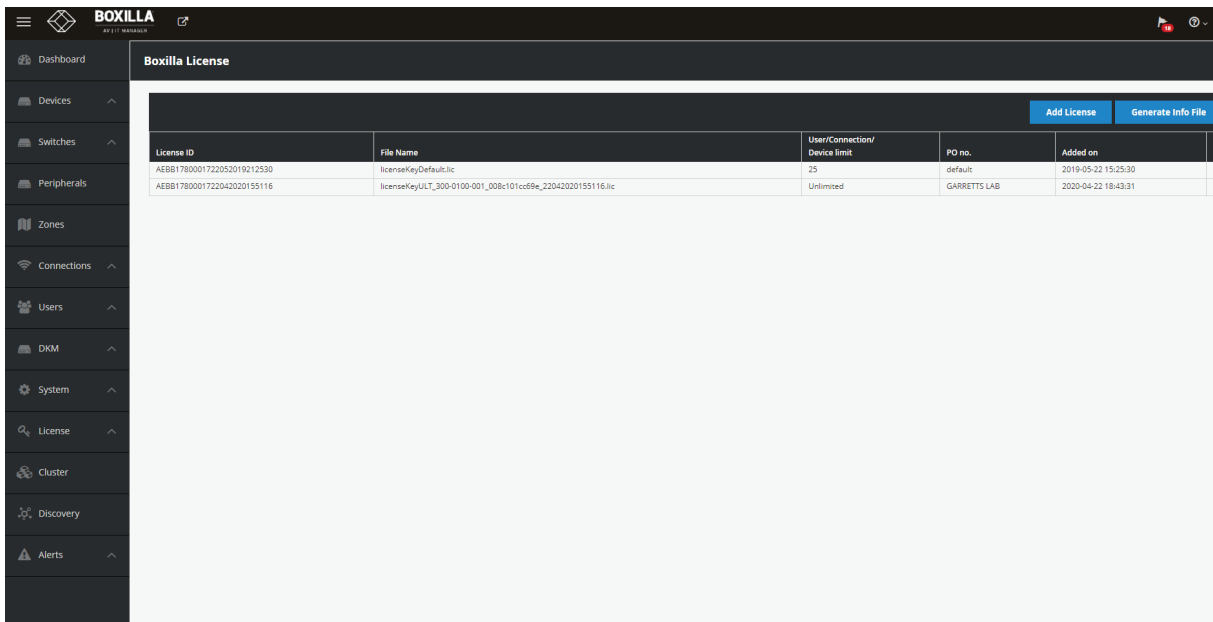 BOXILLA
AV | IT MANAGER
18
Dashboard
Devices
Switches
Peripherals
Zones
Connections
Users
DKM
System
License
Cluster
Discovery
Alerts
Boxilla License
Add License Generate Info File
License ID File Name User/Connection/ Device limit PO no. Added on
AEBB1780001722052019212530 licenseKeyDefault.lic 25 default 2019-05-22 15:25:30
AEBB1780001722042020155116 licenseKeyULT_300-0100-001_008c101cc69e_22042020155116.lic Unlimited GARRETTS LAB 2020-04-22 18:43:31